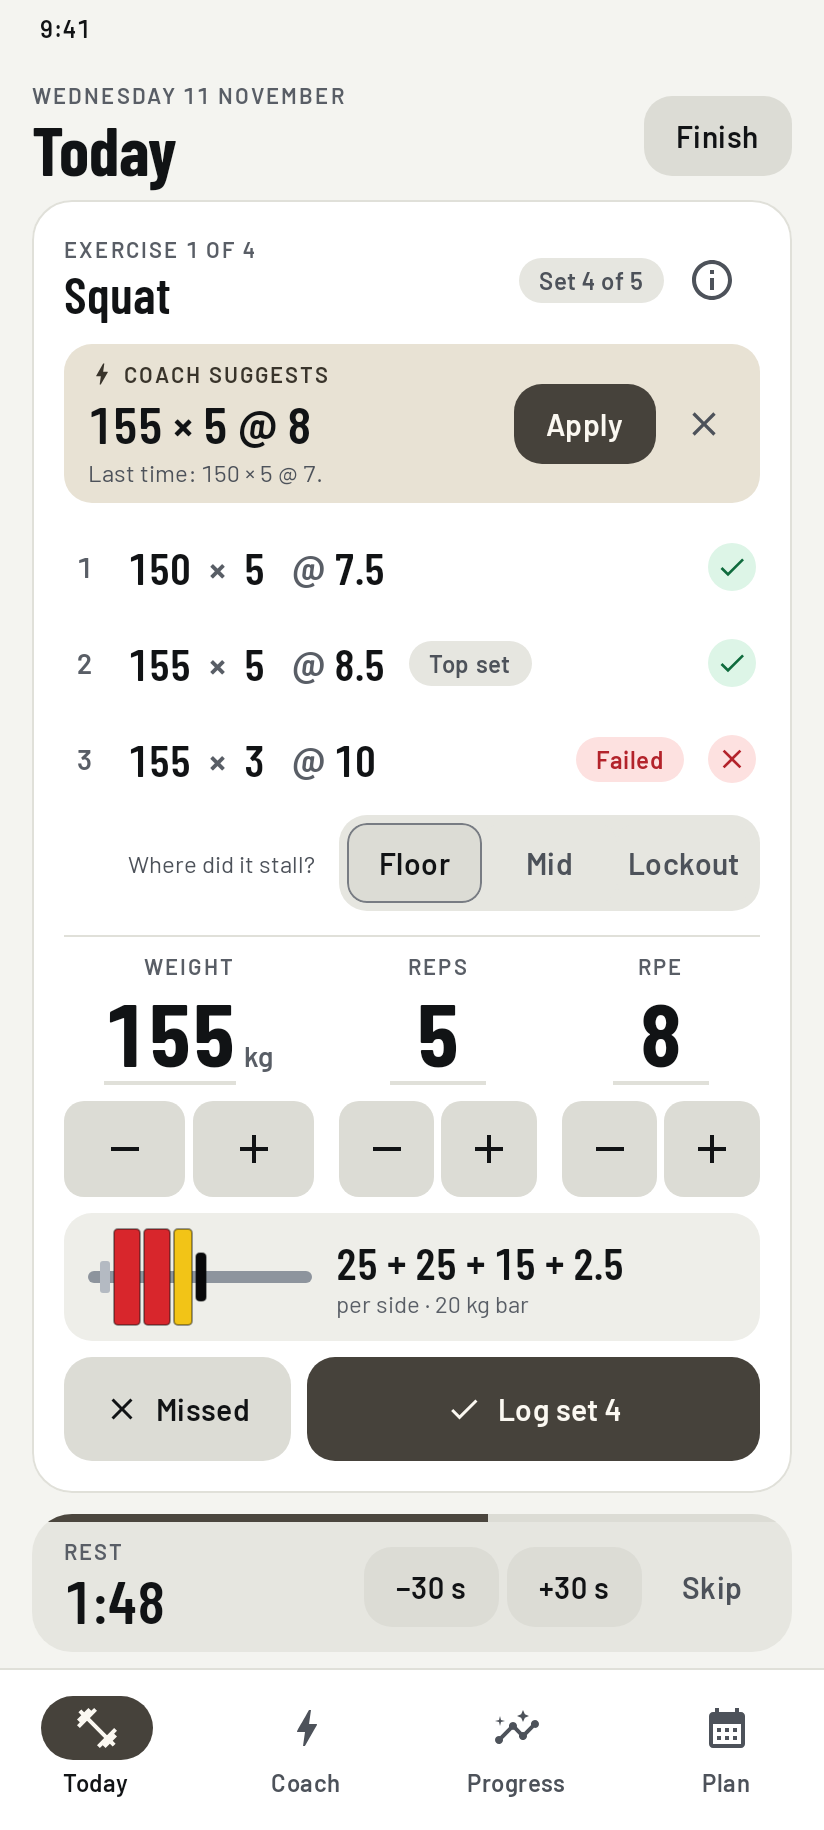 9:41
WEDNESDAY 11 NOVEMBER
Today
Finish
EXERCISE 1 OF 4
Squat
Set 4 of 5
COACH SUGGESTS
155 × 5 @ 8
Last time: 150 × 5 @ 7.
Apply
1 150 × 5 @ 7.5
2 155 × 5 @ 8.5 Top set
3 155 × 3 @ 10 Failed
Where did it stall? Floor Mid Lockout
WEIGHT REPS RPE
155 kg 5 8
− + − + − +
25 + 25 + 15 + 2.5
per side · 20 kg bar
Missed Log set 4
REST
1:48
−30 s +30 s Skip
Today Coach Progress Plan